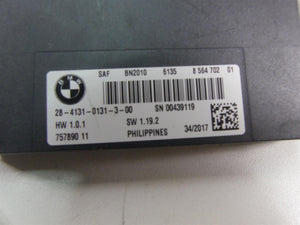 BMW
SAF BN2010 6135 8 564 702 01
28-4131-0131-3-00 SN 00439119
HW 1.0.1 SW 1.19.2
757890 11 PHILIPPINES 34/2017